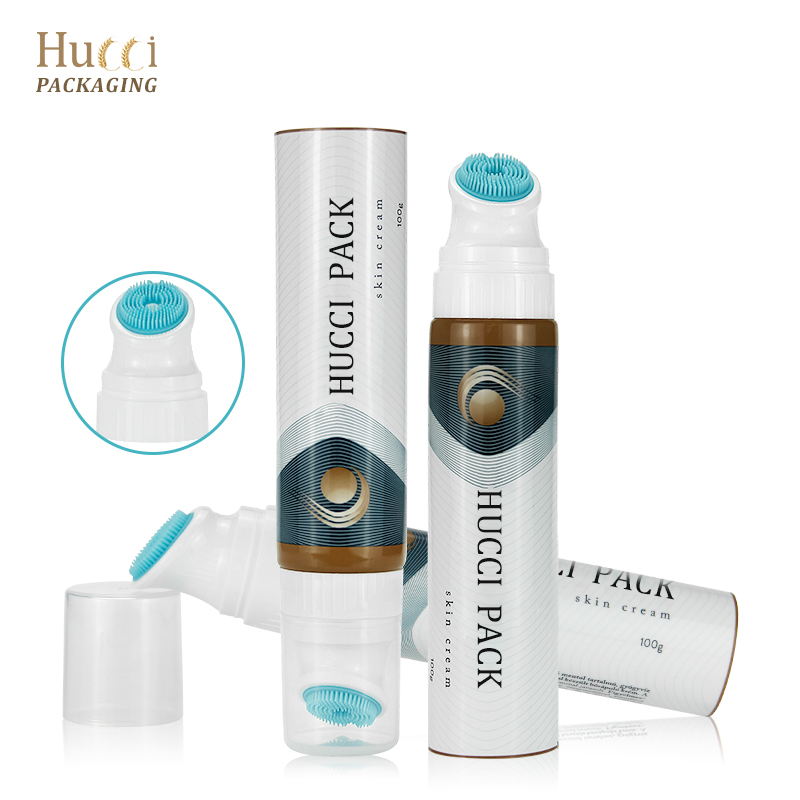 Hucci
PACKAGING
HUCCI PACK
skin cream
100g
HUCCI PACK
skin cream
100g
CI PACK
skin cream
100g